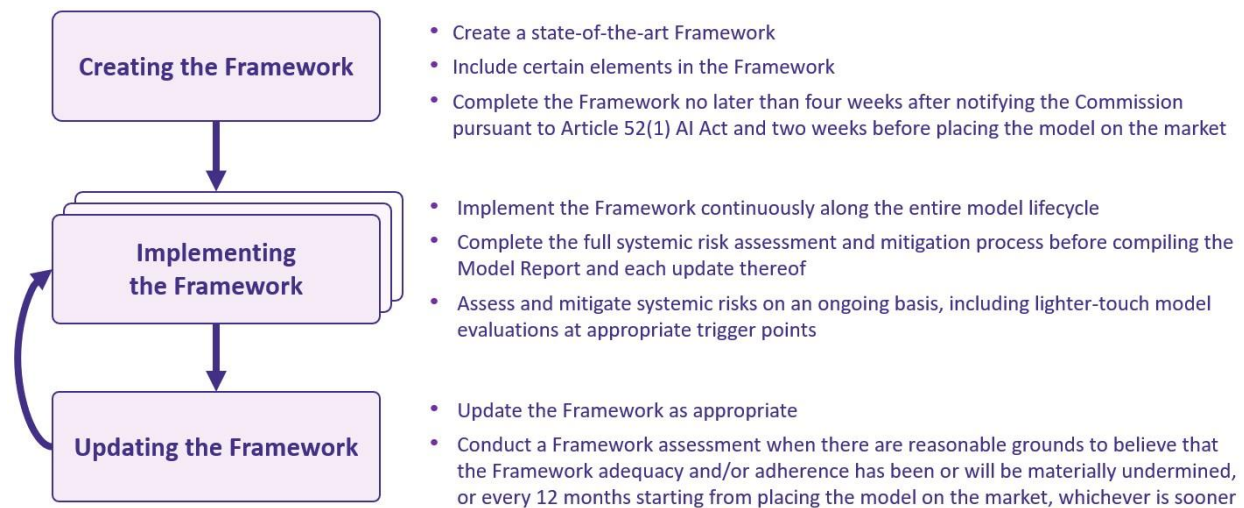 Creating the Framework
• Create a state-of-the-art Framework
• Include certain elements in the Framework
• Complete the Framework no later than four weeks after notifying the Commission
pursuant to Article 52(1) AI Act and two weeks before placing the model on the market
Implementing
the Framework
• Implement the Framework continuously along the entire model lifecycle
• Complete the full systemic risk assessment and mitigation process before compiling the
Model Report and each update thereof
• Assess and mitigate systemic risks on an ongoing basis, including lighter-touch model
evaluations at appropriate trigger points
Updating the Framework
• Update the Framework as appropriate
• Conduct a Framework assessment when there are reasonable grounds to believe that
the Framework adequacy and/or adherence has been or will be materially undermined,
or every 12 months starting from placing the model on the market, whichever is sooner